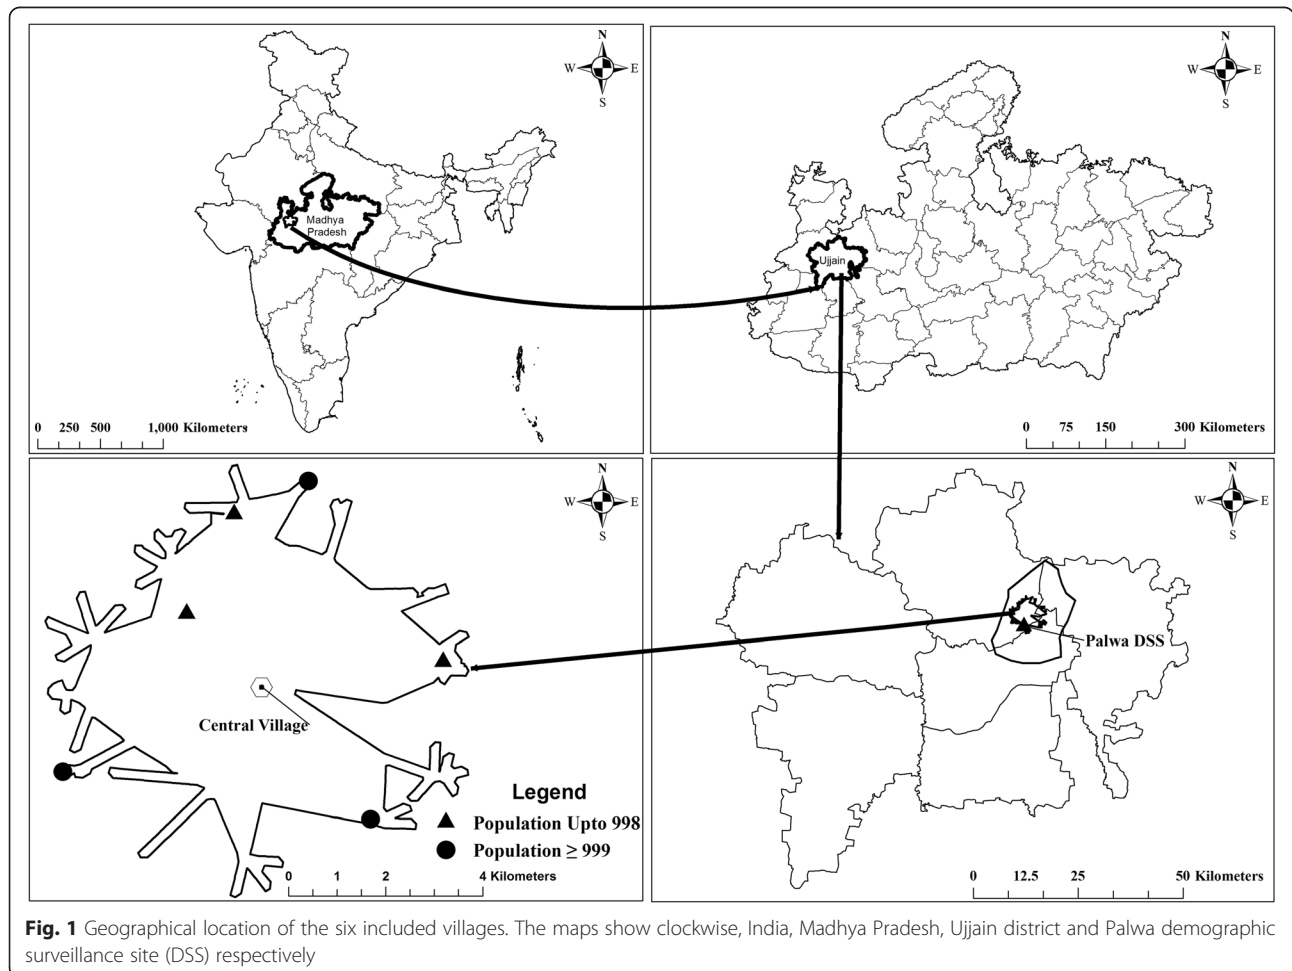 N
W E
S
Madhya
Pradesh
0 250 500 1,000 Kilometers
N
W E
S
Ujjain
0 75 150 300 Kilometers
N
W E
S
Central Village
Legend
Population Upto 998
Population ≥ 999
0 1 2 4 Kilometers
N
W E
S
Palwa DSS
0 12.5 25 50 Kilometers
Fig. 1 Geographical location of the six included villages. The maps show clockwise, India, Madhya Pradesh, Ujjain district and Palwa demographic
surveillance site (DSS) respectively